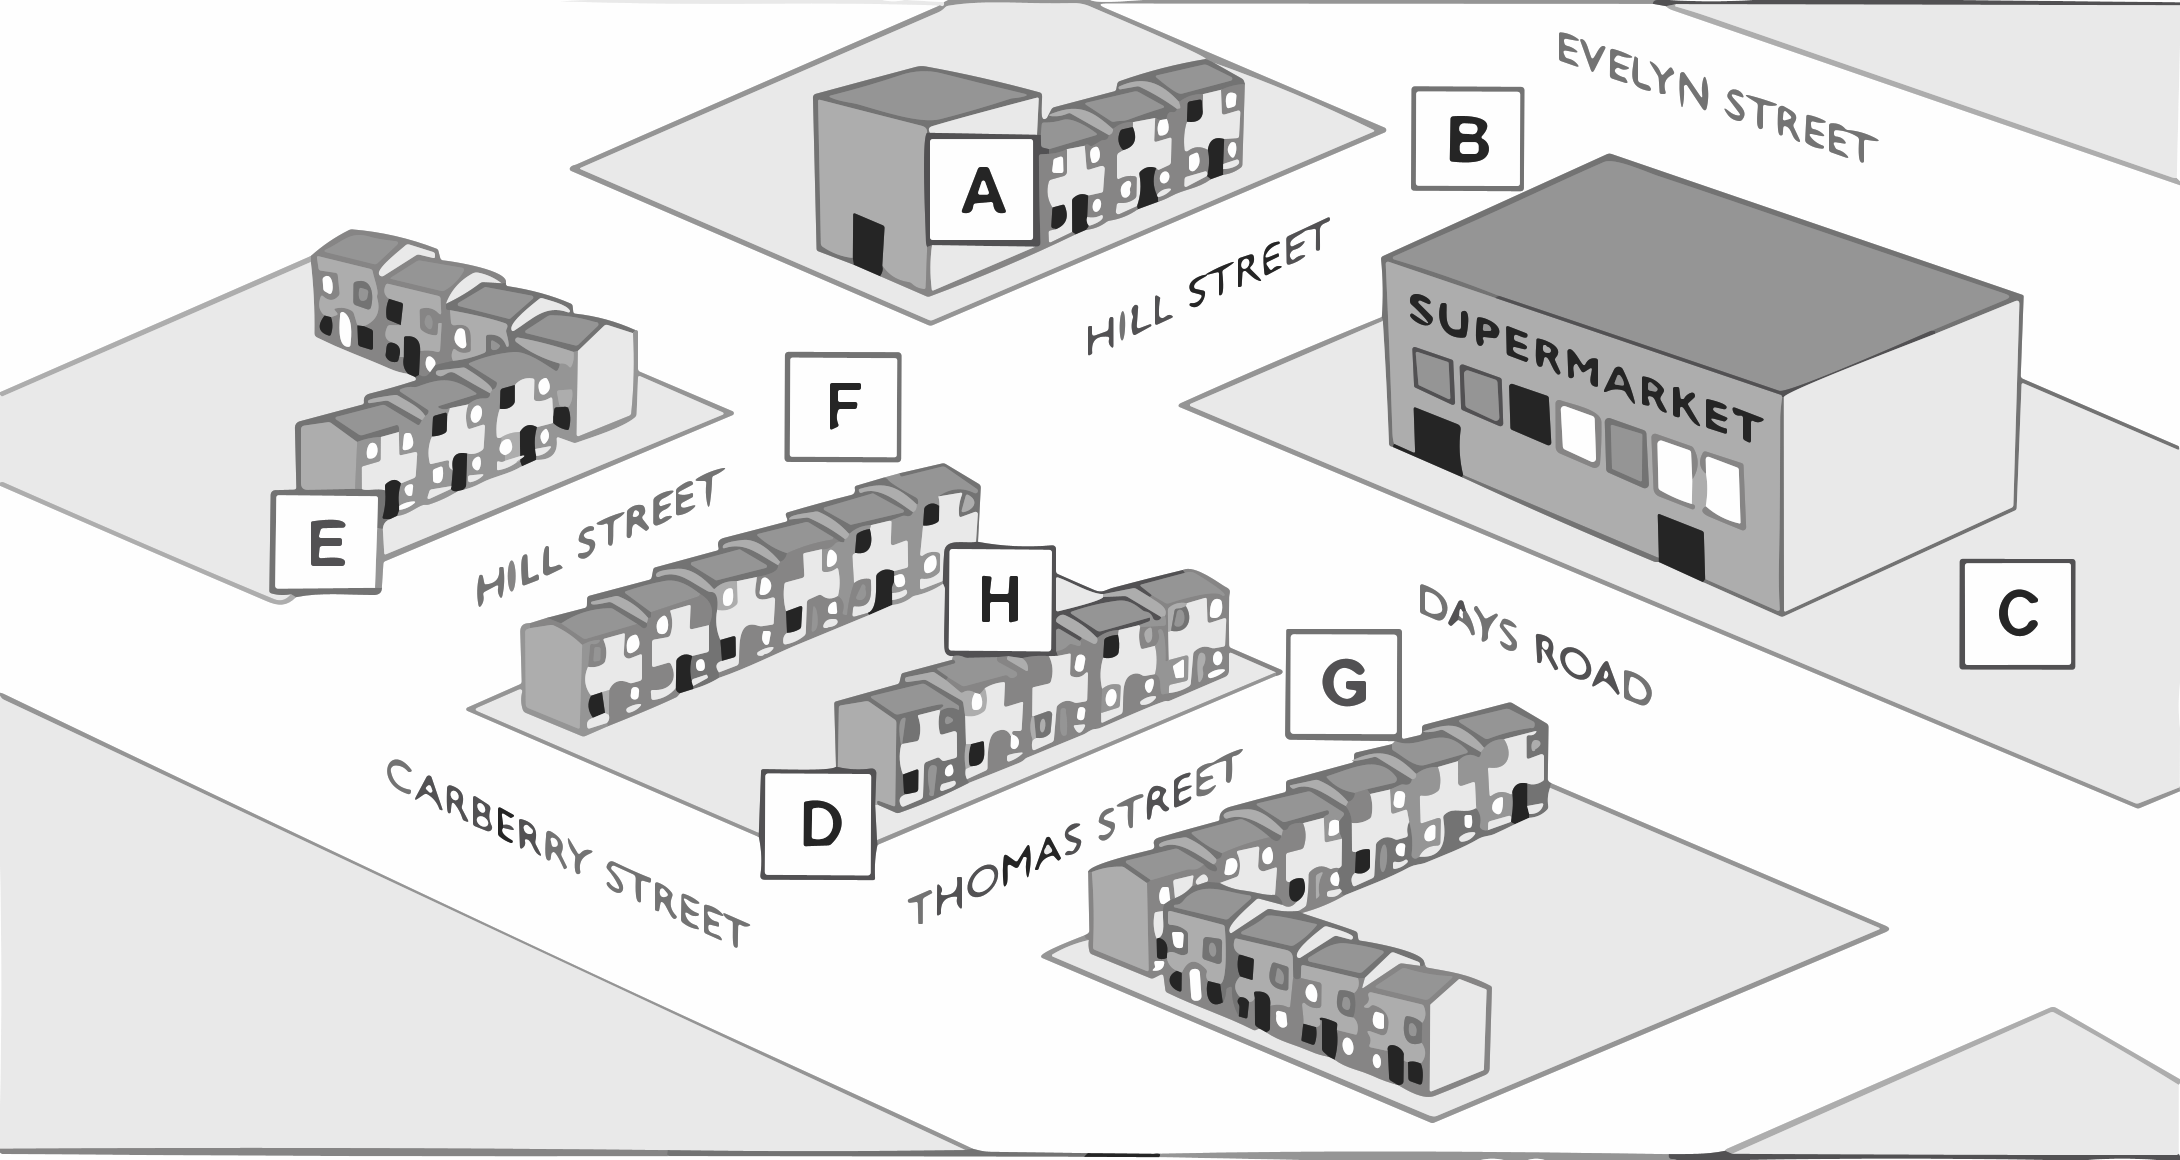 EVELYN STREET
B
A
HILL STREET
SUPERMARKET
F
E
HILL STREET
H
C
DAYS ROAD
G
D
CARBERRY STREET
THOMAS STREET